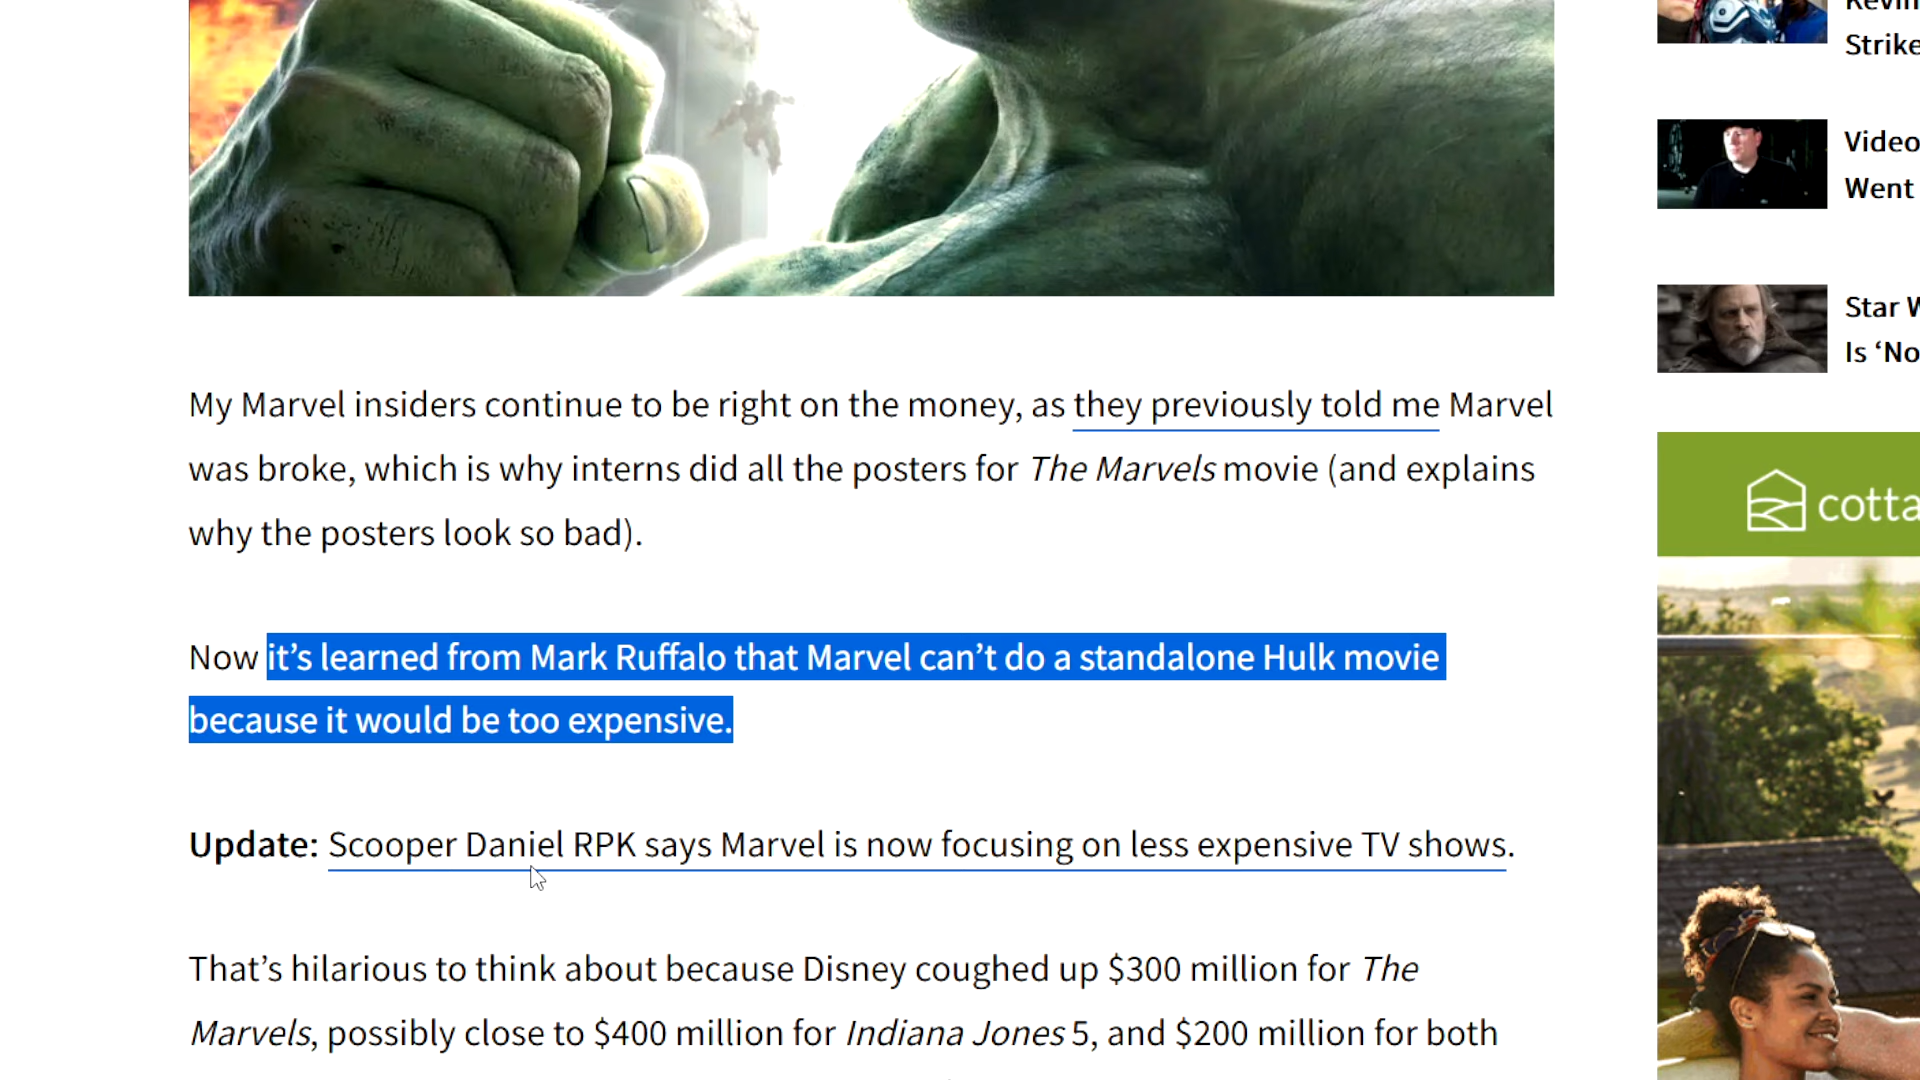 My Marvel insiders continue to be right on the money, as they previously told me Marvel
was broke, which is why interns did all the posters for The Marvels movie (and explains
why the posters look so bad).
Now it’s learned from Mark Ruffalo that Marvel can’t do a standalone Hulk movie
because it would be too expensive.
Update: Scooper Daniel RPK says Marvel is now focusing on less expensive TV shows.
That’s hilarious to think about because Disney coughed up $300 million for The
Marvels, possibly close to $400 million for Indiana Jones 5, and $200 million for both
Strike
Video
Went
Star W
Is ‘No
cotta